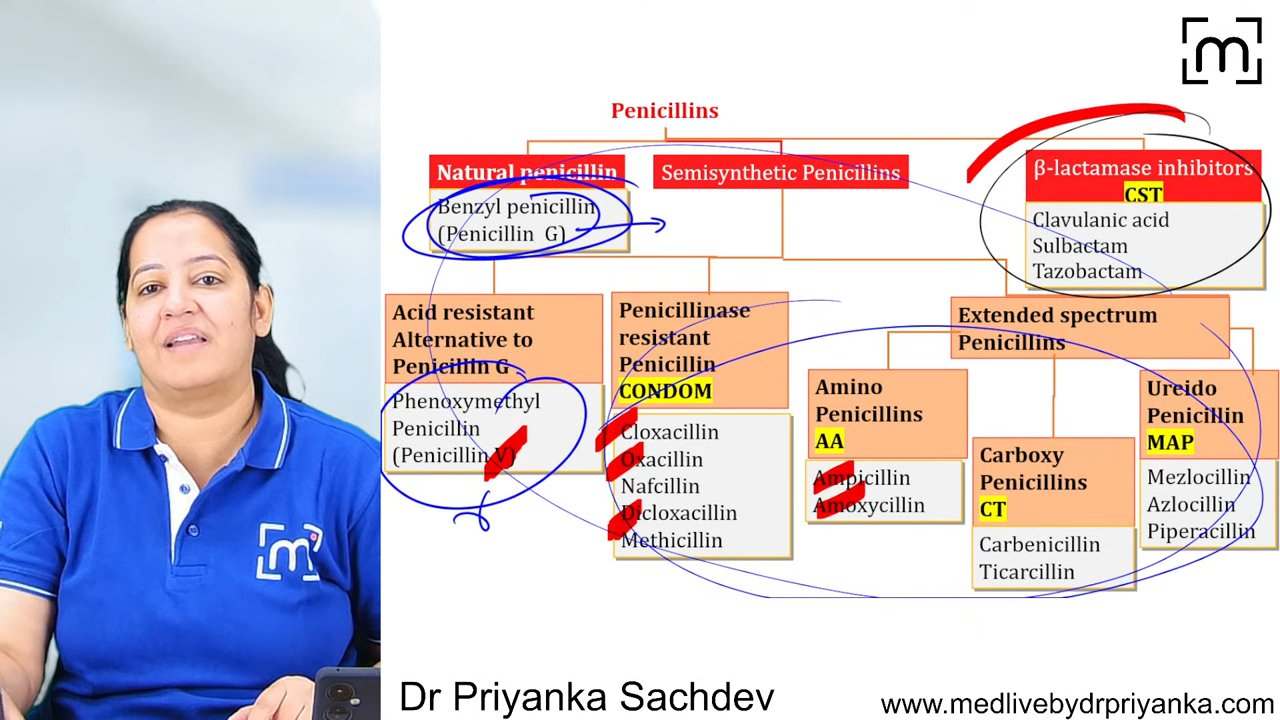 m
Penicillins
Natural penicillin
Benzyl penicillin
(Penicillin G)
Semisynthetic Penicillins
β-lactamase inhibitors
CST
Clavulanic acid
Sulbactam
Tazobactam
Acid resistant
Alternative to
Penicillin G
Phenoxymethyl
Penicillin
(Penicillin V)
Penicillinase
resistant
Penicillin
CONDOM
Cloxacillin
Oxacillin
Nafcillin
Dicloxacillin
Methicillin
Extended spectrum
Penicillins
Amino
Penicillins
AA
Ampicillin
Amoxycillin
Carboxy
Penicillins
CT
Carbenicillin
Ticarcillin
Ureido
Penicillin
MAP
Mezlocillin
Azlocillin
Piperacillin
m
Dr Priyanka Sachdev
www.medlivebydrpriyanka.com